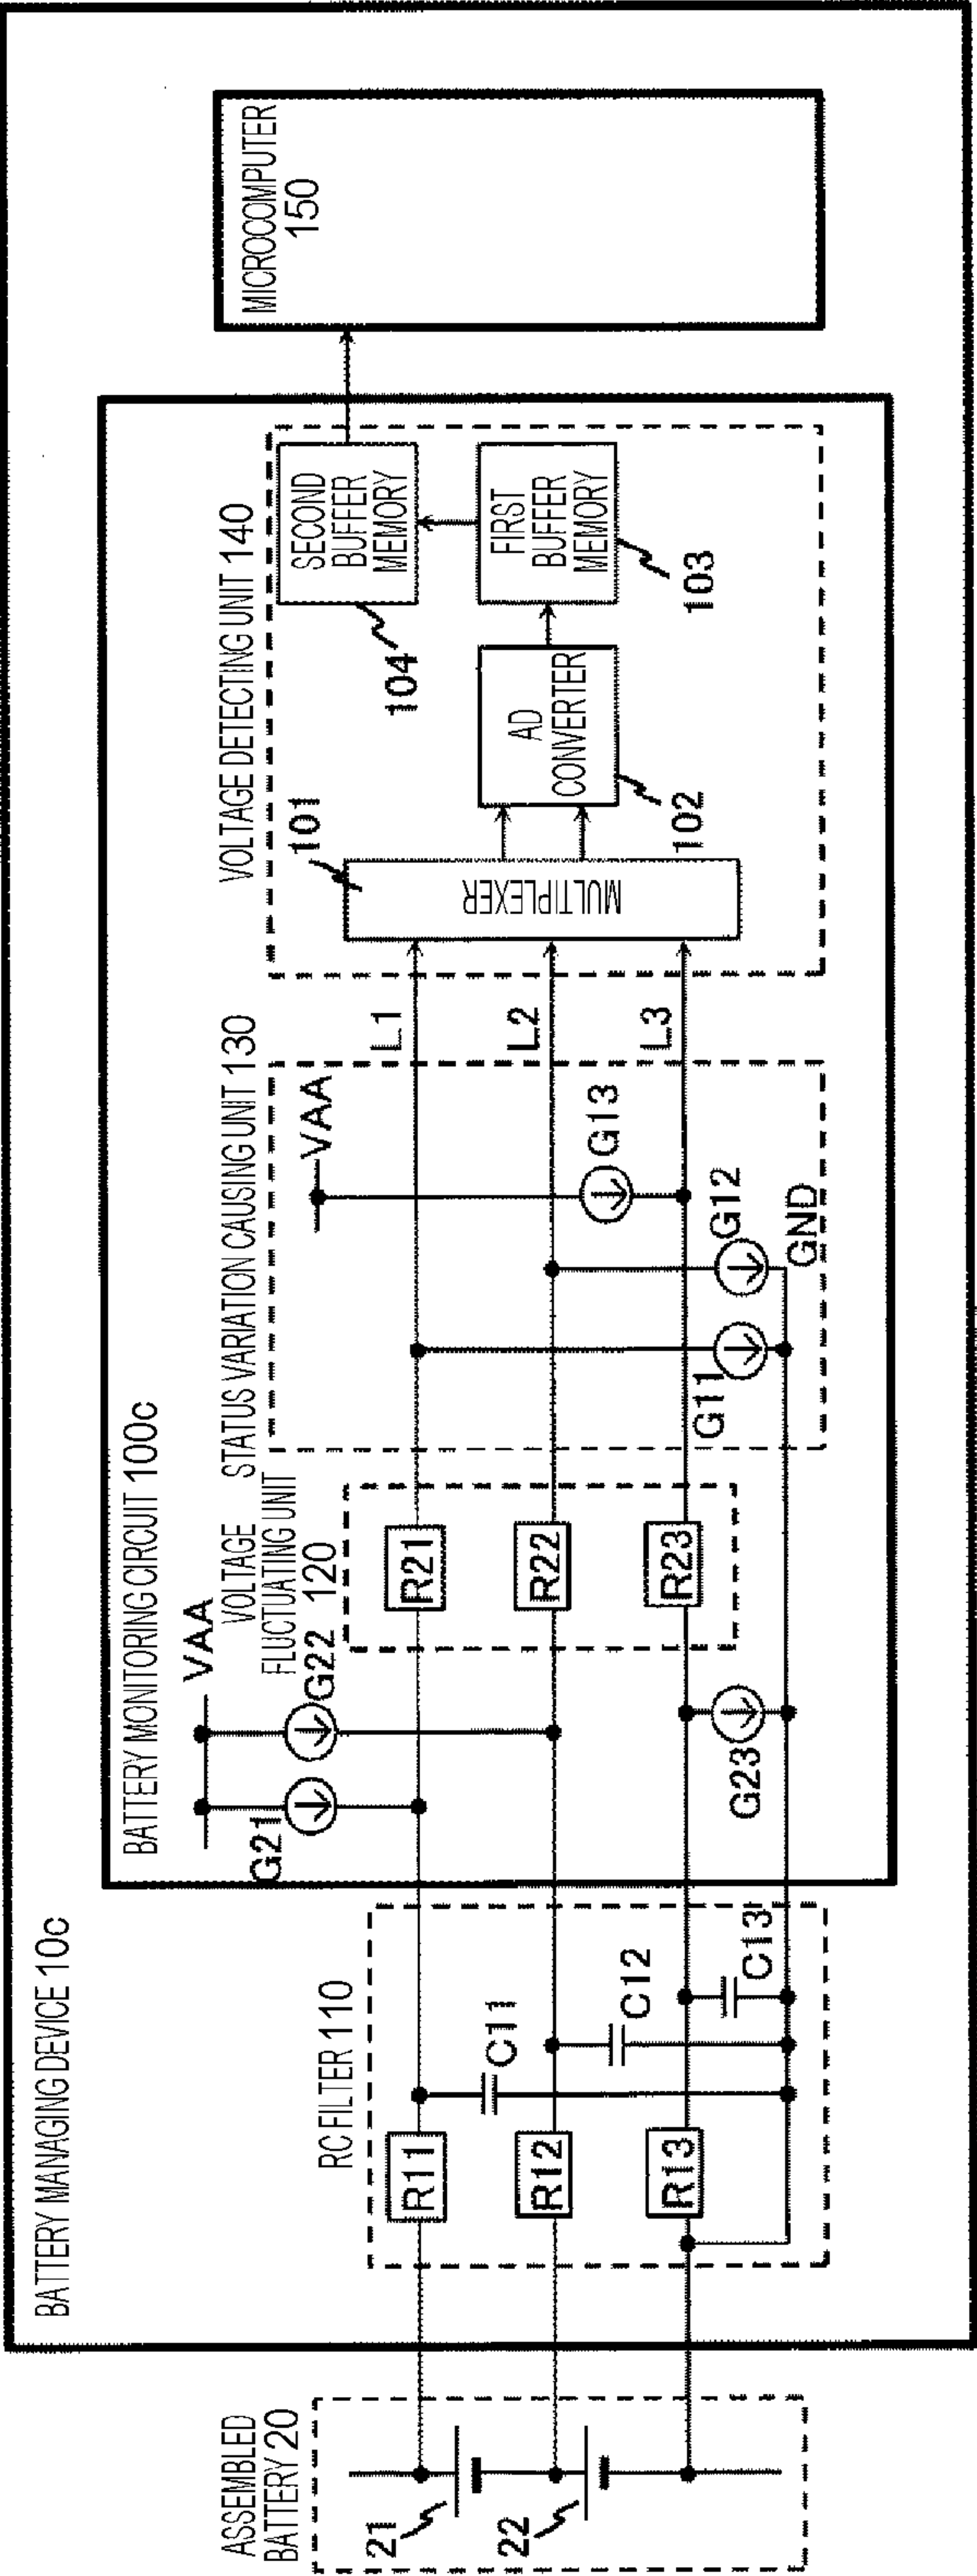 BATTERY MANAGING DEVICE 10c
BATTERY MONITORING CIRCUIT 100c
ASSEMBLED
BATTERY 20
21
22
RC FILTER 110
R11
R12
R13
C11
C12
C13
VAA
G21
G22
G23
VOLTAGE
FLUCTUATING UNIT
120
R21
R22
R23
STATUS VARIATION CAUSING UNIT 130
VAA
G11
G12
G13
GND
L1
L2
L3
VOLTAGE DETECTING UNIT 140
101
MULTIPLEXER
AD
CONVERTER
102
FIRST
BUFFER
MEMORY
103
SECOND
BUFFER
MEMORY
104
MICROCOMPUTER
150